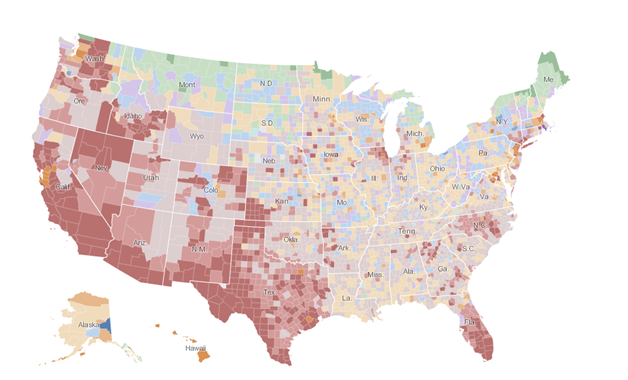 Wash.
Mont.
N.D.
Minn.
Me.
Ore.
Idaho
S.D.
Wis.
Mich.
N.Y.
Wyo.
Neb.
Iowa
Pa.
Nev.
Utah
Colo.
Ill.
Ind.
Ohio
W.Va
Va.
Calif.
Kan.
Mo.
Ky.
Ariz.
N.M.
Okla.
Ark.
Tenn.
N.C.
S.C.
Tex.
Miss.
Ala.
Ga.
La.
Alaska
Hawaii
Fla.